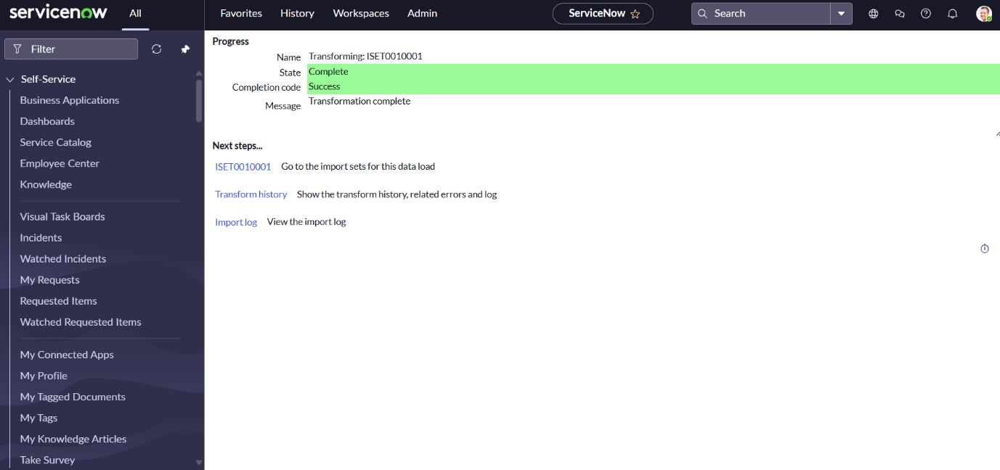 servicenow
All
Favorites
History
Workspaces
Admin
ServiceNow
Search
Filter
Self-Service
Business Applications
Dashboards
Service Catalog
Employee Center
Knowledge
Visual Task Boards
Incidents
Watched Incidents
My Requests
Requested Items
Watched Requested Items
My Connected Apps
My Profile
My Tagged Documents
My Tags
My Knowledge Articles
Take Survey
Progress
Name Transforming: ISET0010001
State Complete
Completion code Success
Message Transformation complete
Next steps...
ISET0010001 Go to the import sets for this data load
Transform history Show the transform history, related errors and log
Import log View the import log